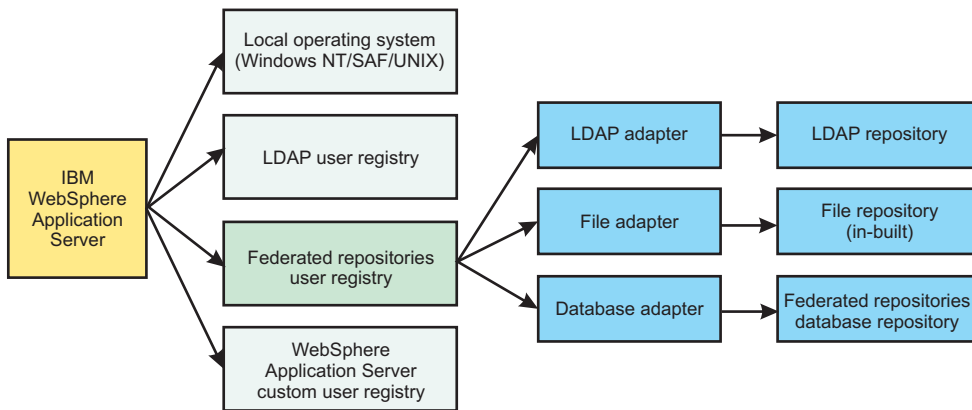 IBM
WebSphere
Application
Server
Local operating system
(Windows NT/SAF/UNIX)
LDAP user registry
Federated repositories
user registry
WebSphere
Application Server
custom user registry
LDAP adapter
File adapter
Database adapter
LDAP repository
File repository
(in-built)
Federated repositories
database repository